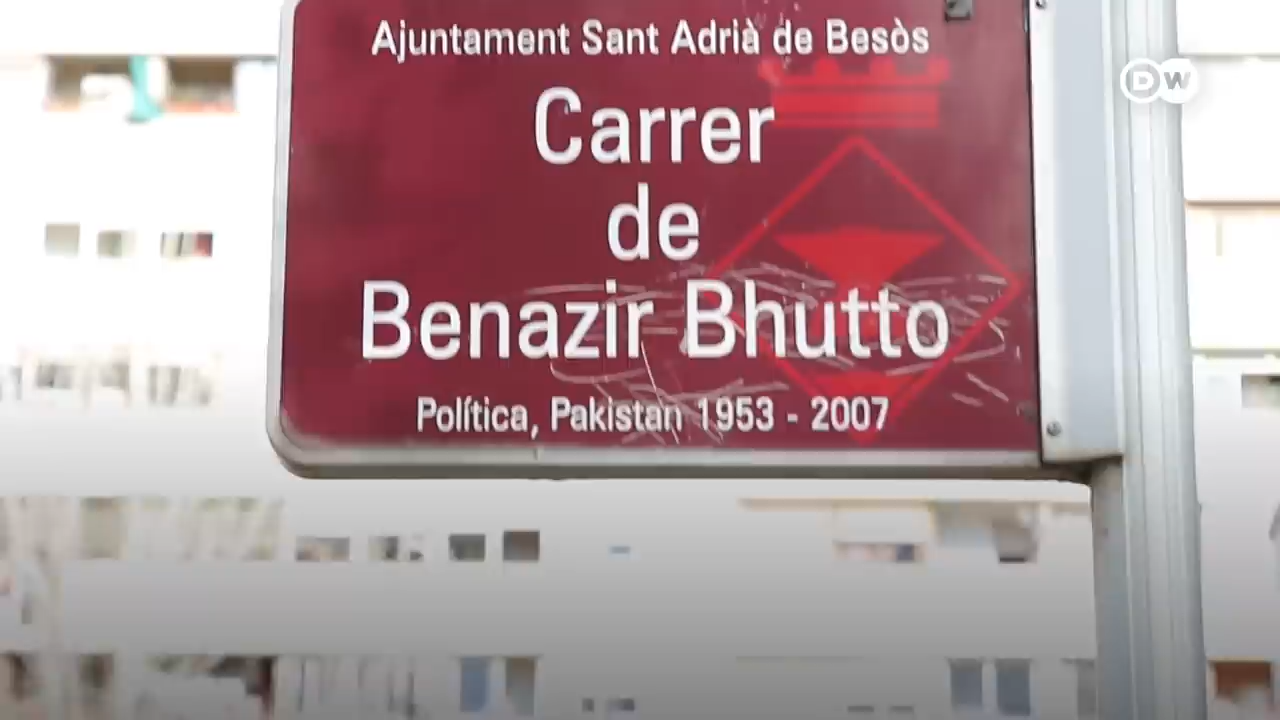 Ajuntament Sant Adrià de Besòs
DW
Carrer
de
Benazir Bhutto
Política, Pakistan 1953 - 2007